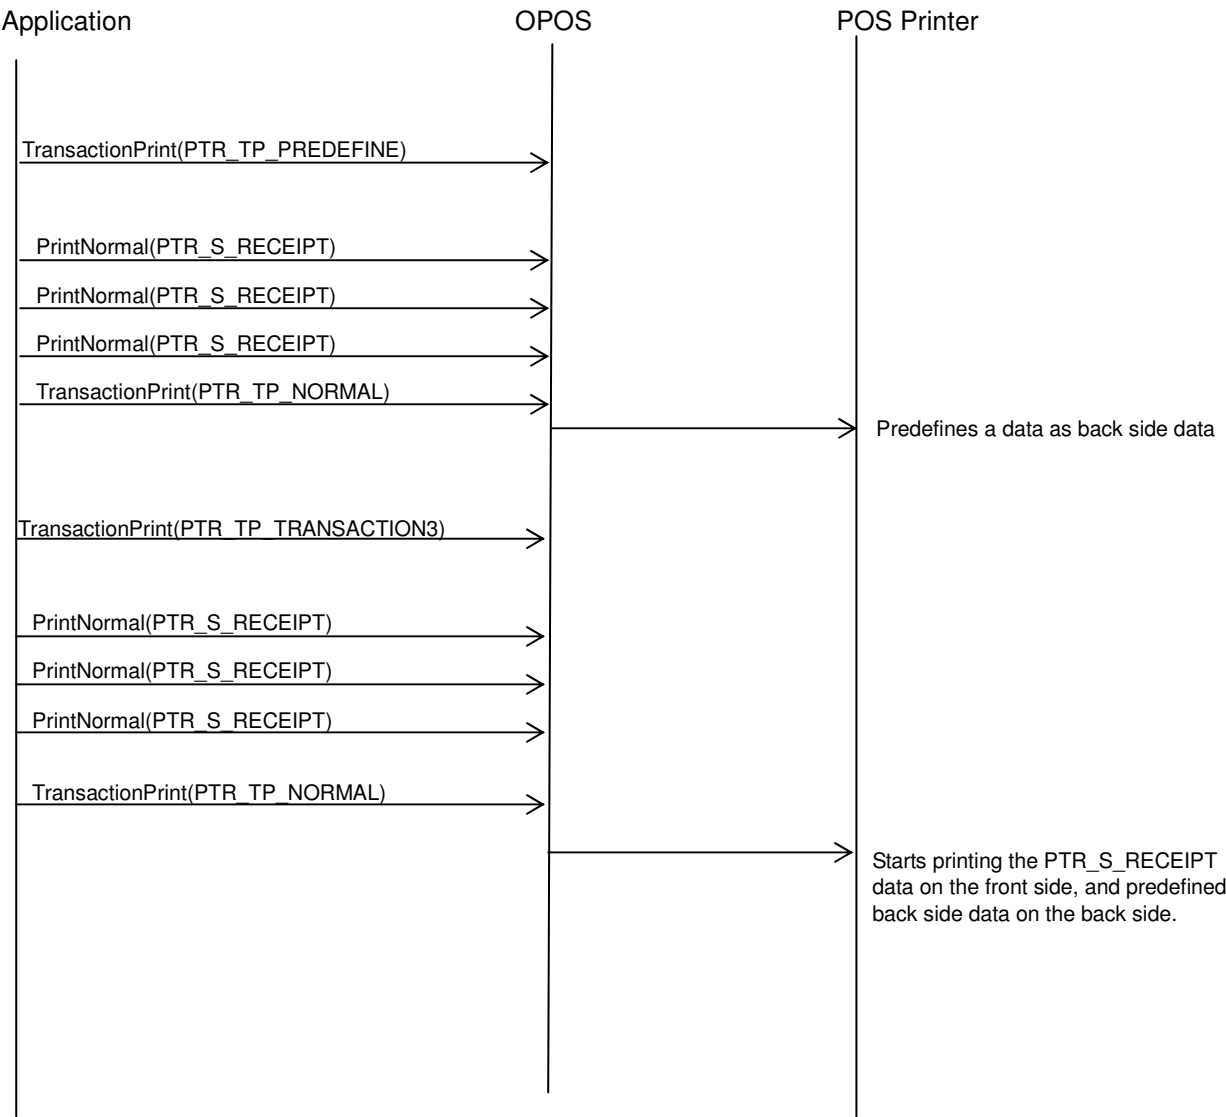 Application OPOS POS Printer
TransactionPrint(PTR_TP_PREDEFINE)
PrintNormal(PTR_S_RECEIPT)
PrintNormal(PTR_S_RECEIPT)
PrintNormal(PTR_S_RECEIPT)
TransactionPrint(PTR_TP_NORMAL)
Predefines a data as back side data
TransactionPrint(PTR_TP_TRANSACTION3)
PrintNormal(PTR_S_RECEIPT)
PrintNormal(PTR_S_RECEIPT)
PrintNormal(PTR_S_RECEIPT)
TransactionPrint(PTR_TP_NORMAL)
Starts printing the PTR_S_RECEIPT
data on the front side, and predefined
back side data on the back side.